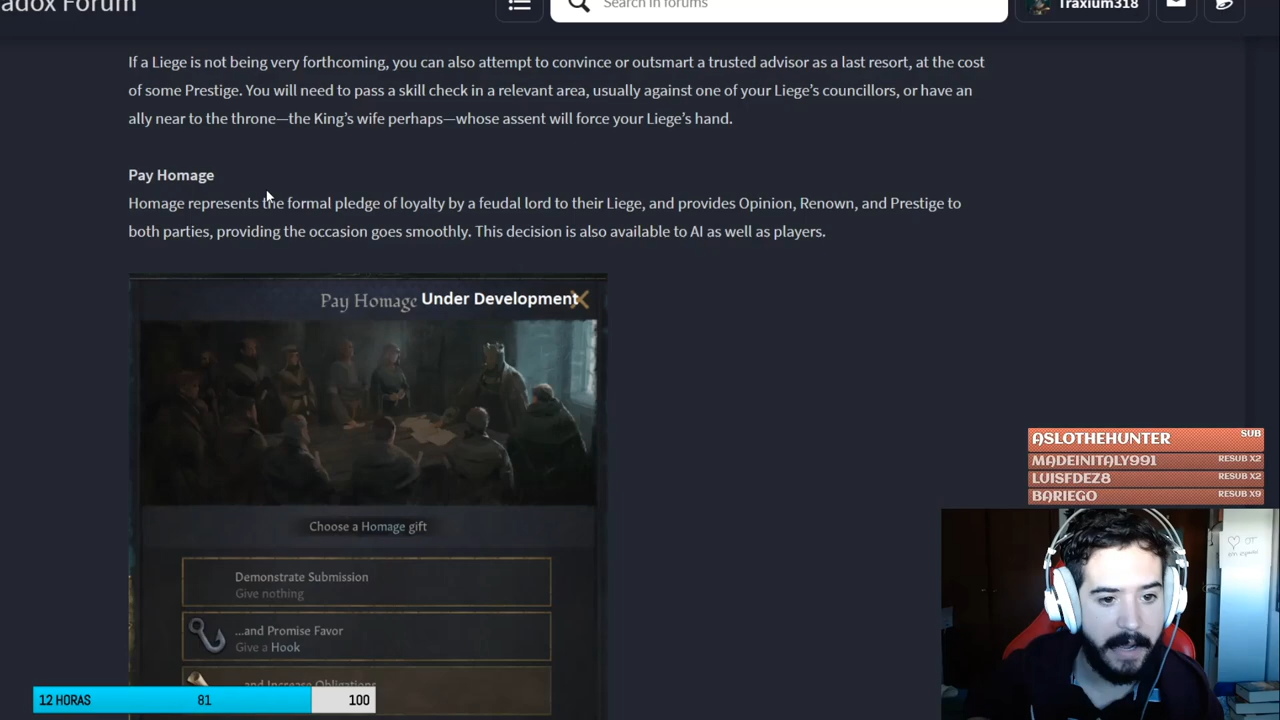 adox Forum
Search in forums
Traxium318
If a Liege is not being very forthcoming, you can also attempt to convince or outsmart a trusted advisor as a last resort, at the cost
of some Prestige. You will need to pass a skill check in a relevant area, usually against one of your Liege's councillors, or have an
ally near to the throne—the King's wife perhaps—whose assent will force your Liege's hand.
Pay Homage
Homage represents the formal pledge of loyalty by a feudal lord to their Liege, and provides Opinion, Renown, and Prestige to
both parties, providing the occasion goes smoothly. This decision is also available to AI as well as players.
Pay Homage Under Development
Choose a Homage gift
Demonstrate Submission
Give nothing
...and Promise Favor
Give a Hook
...and Increase Obligations
ASLOTHEHUNTER SUB
MADEINITALY991 RESUB X2
LUISFDEZ8 RESUB X2
BARIEGO RESUB X9
12 HORAS 81 100